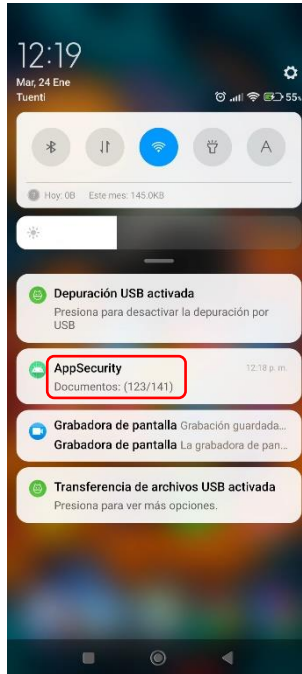 12:19
Mar, 24 Ene
Tuenti
55
A
Hoy: 0B Este mes: 145.0KB
Depuración USB activada
Presiona para desactivar la depuración por
USB
AppSecurity 12:18 p. m.
Documentos: (123/141)
Grabadora de pantalla Grabación guardada...
Grabadora de pantalla La grabadora de pan...
Transferencia de archivos USB activada
Presiona para ver más opciones.